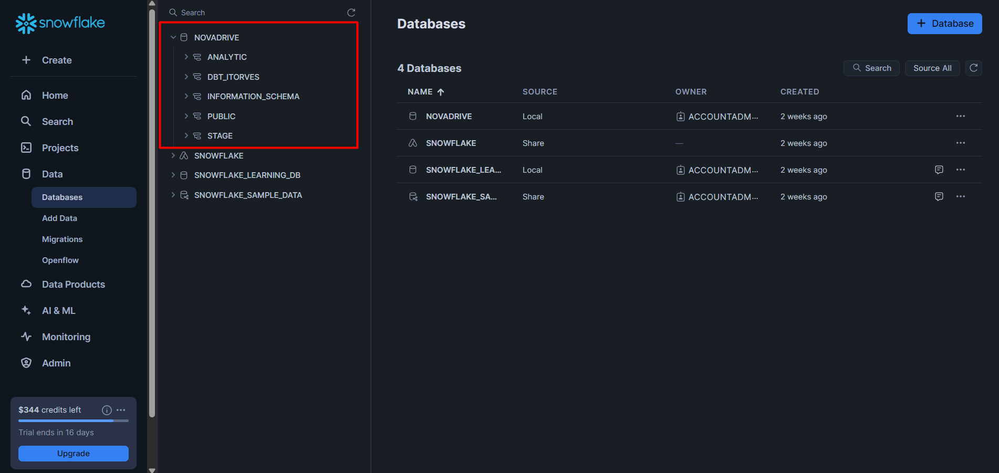 snowflake
Create
Home
Search
Projects
Data
Databases
Add Data
Migrations
Openflow
Data Products
AI & ML
Monitoring
Admin
$344 credits left
Trial ends in 16 days
Upgrade
Search
NOVADRIVE
ANALYTIC
DBT_ITORVES
INFORMATION_SCHEMA
PUBLIC
STAGE
SNOWFLAKE
SNOWFLAKE_LEARNING_DB
SNOWFLAKE_SAMPLE_DATA
Databases
+ Database
4 Databases
Search
Source All
NAME SOURCE OWNER CREATED
NOVADRIVE Local ACCOUNTADM... 2 weeks ago
SNOWFLAKE Share — 2 weeks ago
SNOWFLAKE_LEA... Local ACCOUNTADM... 2 weeks ago
SNOWFLAKE_SA... Share ACCOUNTADM... 2 weeks ago